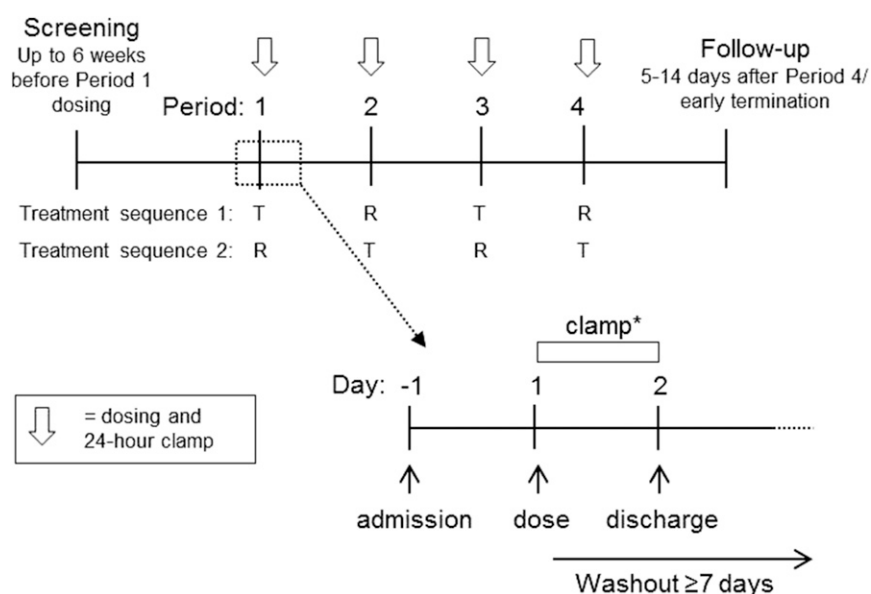 Screening
Up to 6 weeks
before Period 1
dosing
Follow-up
5-14 days after Period 4/
early termination
Period: 1 2 3 4
Treatment sequence 1: T R T R
Treatment sequence 2: R T R T
clamp*
Day: -1 1 2
= dosing and
24-hour clamp
admission dose discharge
Washout ≥7 days